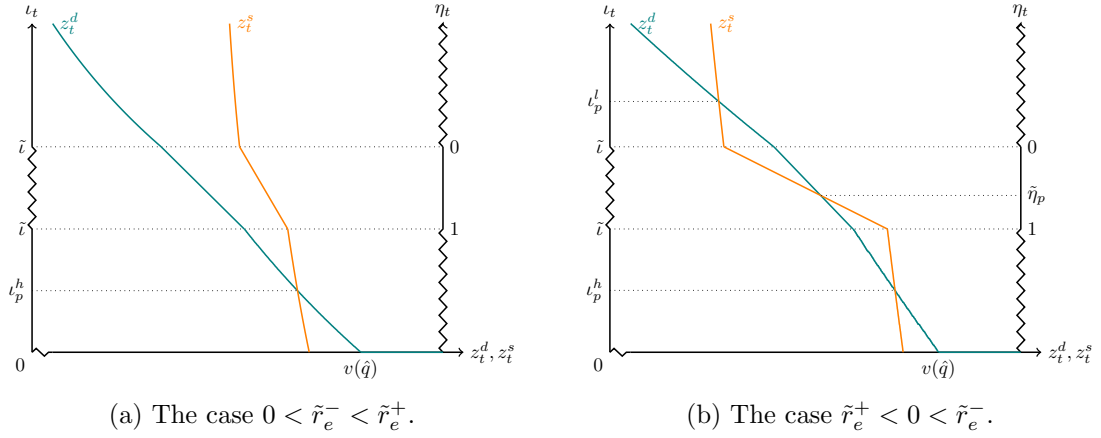 ι_t z_t^d z_t^s η_t
ι̃ 0
ι̃ 1
ι_p^h
0 v(q̂) z_t^d, z_t^s
(a) The case 0 < r̃_e^- < r̃_e^+.
ι_t z_t^d z_t^s η_t
ι_p^l
ι̃ 0
η̃_p
ι̃ 1
ι_p^h
0 v(q̂) z_t^d, z_t^s
(b) The case r̃_e^+ < 0 < r̃_e^-.